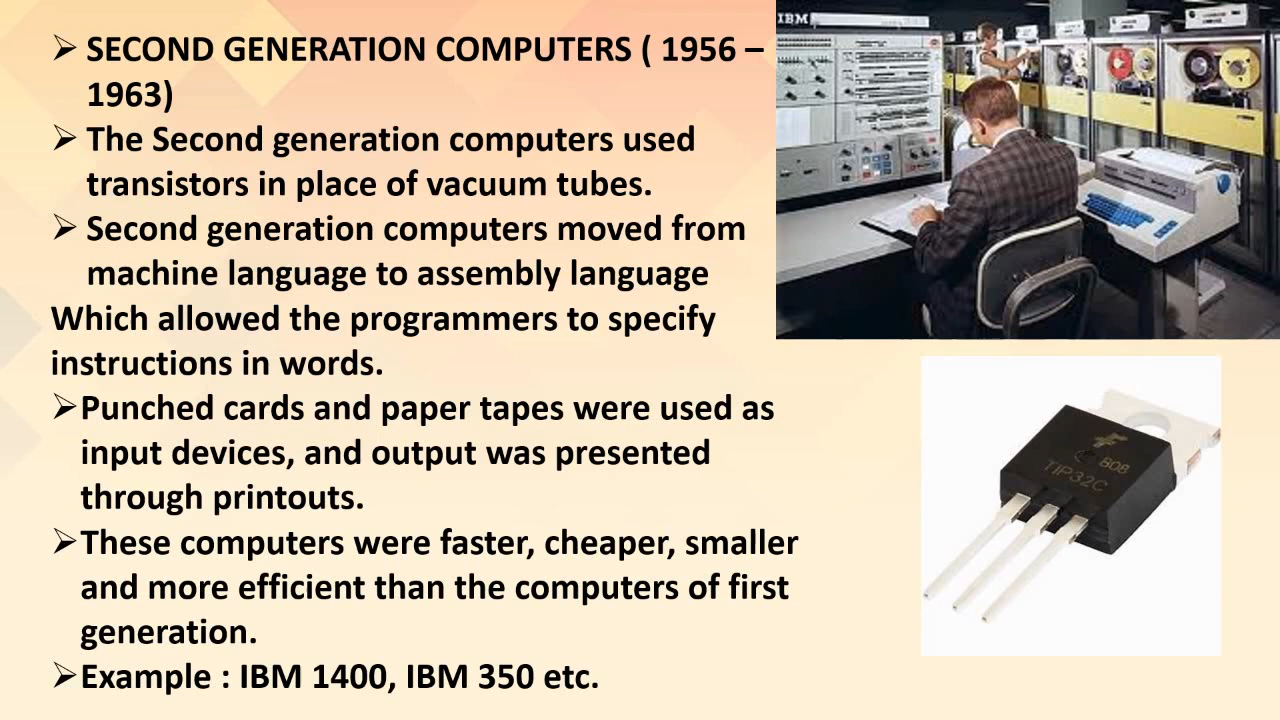 ➢ SECOND GENERATION COMPUTERS ( 1956 –
1963)
➢ The Second generation computers used
transistors in place of vacuum tubes.
➢ Second generation computers moved from
machine language to assembly language
Which allowed the programmers to specify
instructions in words.
➢Punched cards and paper tapes were used as
input devices, and output was presented
through printouts.
➢These computers were faster, cheaper, smaller
and more efficient than the computers of first
generation.
➢Example : IBM 1400, IBM 350 etc.
IBM
808
TIP32C